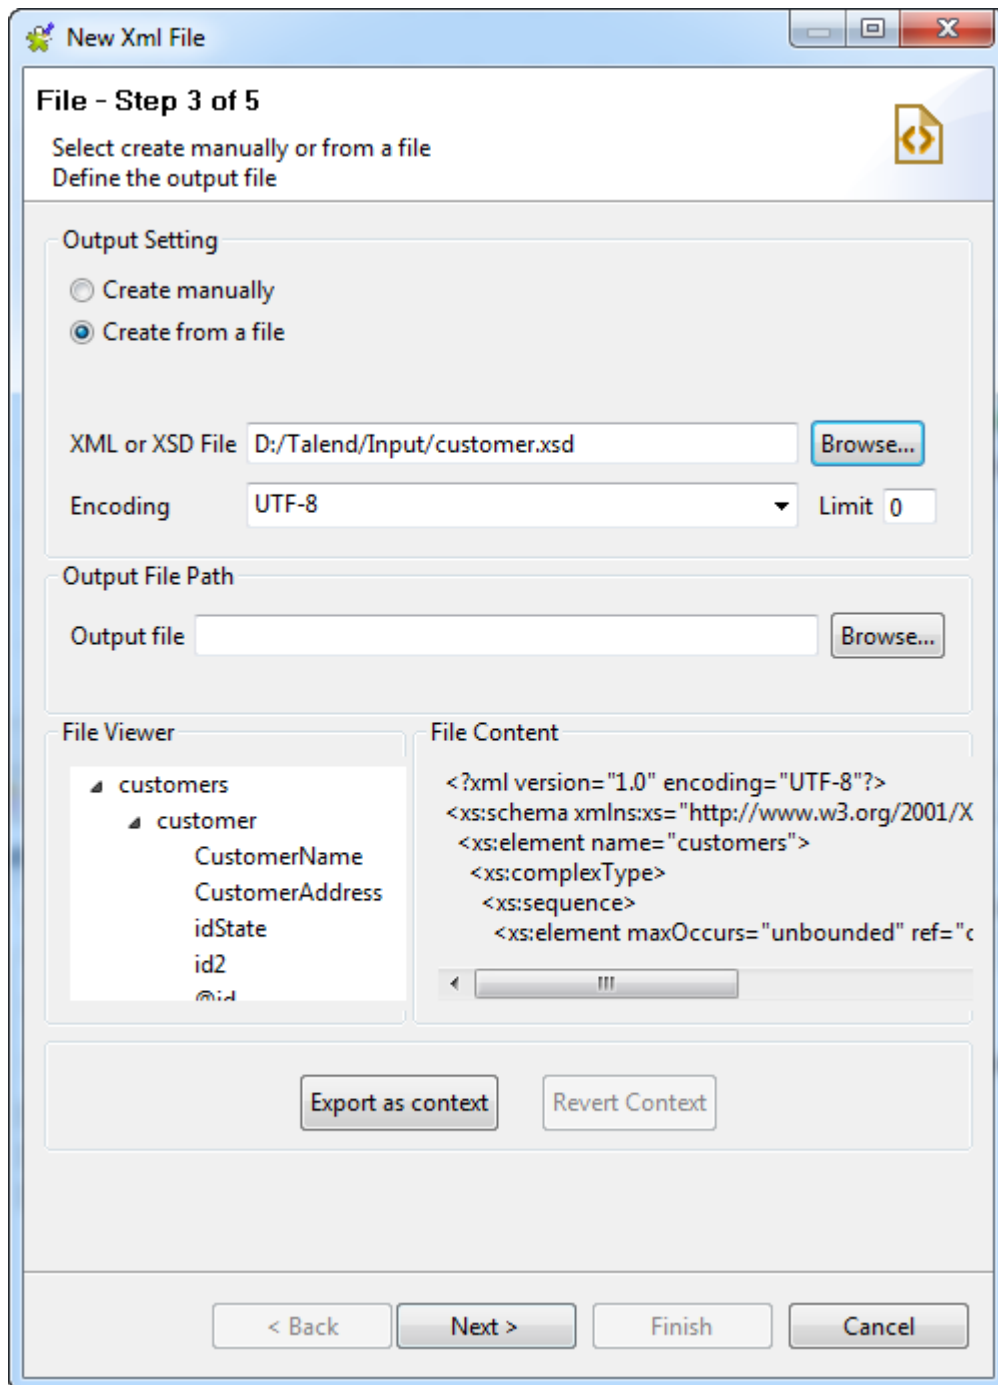 New Xml File
File - Step 3 of 5
Select create manually or from a file
Define the output file
Output Setting
Create manually
Create from a file
XML or XSD File D:/Talend/Input/customer.xsd Browse...
Encoding UTF-8 Limit 0
Output File Path
Output file Browse...
File Viewer
customers
customer
CustomerName
CustomerAddress
idState
id2
@id
File Content
<?xml version="1.0" encoding="UTF-8"?>
<xs:schema xmlns:xs="http://www.w3.org/2001/X
<xs:element name="customers">
<xs:complexType>
<xs:sequence>
<xs:element maxOccurs="unbounded" ref="c
Export as context Revert Context
< Back Next > Finish Cancel